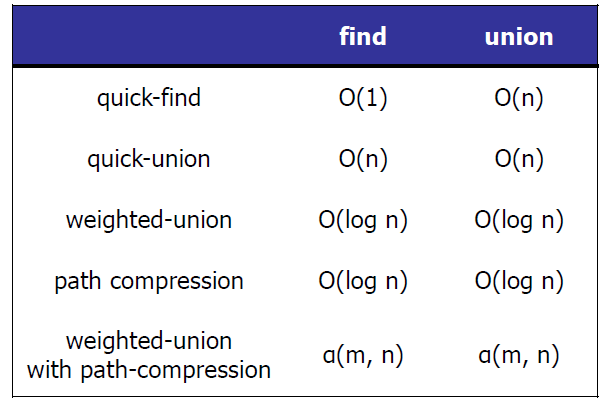 find union
quick-find O(1) O(n)
quick-union O(n) O(n)
weighted-union O(log n) O(log n)
path compression O(log n) O(log n)
weighted-union
with path-compression α(m, n) α(m, n)